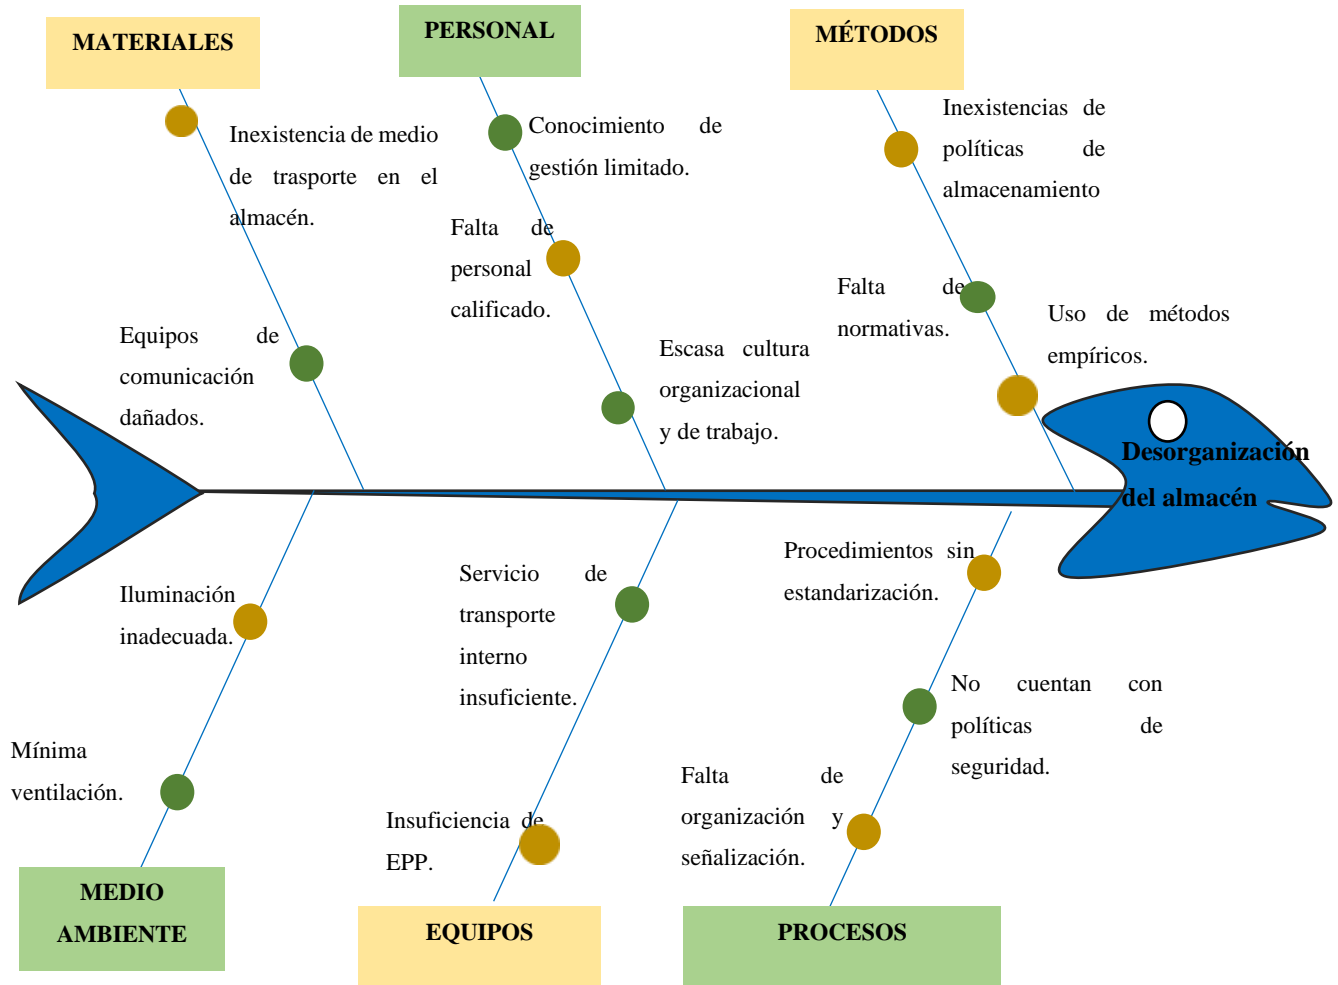 MATERIALES
PERSONAL
MÉTODOS
Inexistencia de medio
de trasporte en el
almacén.
Equipos de
comunicación
dañados.
Conocimiento de
gestión limitado.
Falta de
personal
calificado.
Escasa cultura
organizacional
y de trabajo.
Inexistencias de
políticas de
almacenamiento
Falta de
normativas.
Uso de métodos
empíricos.
Desorganización
del almacén
Iluminación
inadecuada.
Mínima
ventilación.
Servicio de
transporte
interno
insuficiente.
Insuficiencia de
EPP.
Procedimientos sin
estandarización.
No cuentan con
políticas de
seguridad.
Falta de
organización y
señalización.
MEDIO
AMBIENTE
EQUIPOS
PROCESOS